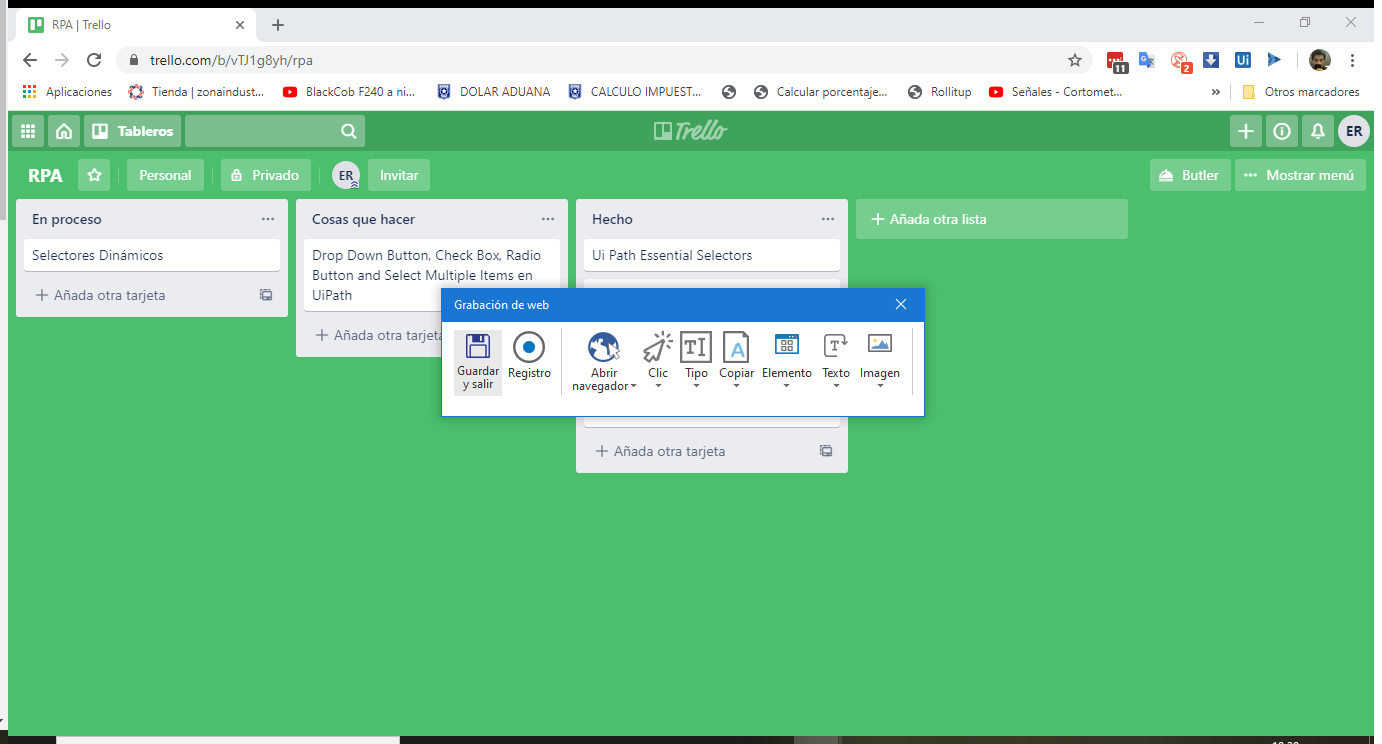 RPA | Trello
trello.com/b/vTJ1g8yh/rpa
11
2
Ui
Aplicaciones
Tienda | zonaindust...
BlackCob F240 a ni...
DOLAR ADUANA
CALCULO IMPUEST...
Calcular porcentaje...
Rollitup
Señales - Cortomet...
»
Otros marcadores
Tableros
Trello
ER
RPA
Personal
Privado
ER
Invitar
Butler
Mostrar menú
En proceso
Selectores Dinámicos
Añada otra tarjeta
Cosas que hacer
Drop Down Button, Check Box, Radio
Button and Select Multiple Items en
UiPath
Añada otra tarjeta
Hecho
Ui Path Essential Selectors
Añada otra tarjeta
Añada otra lista
Grabación de web
Guardar
y salir
Registro
Abrir
navegador
Clic
Tipo
Copiar
Elemento
Texto
Imagen